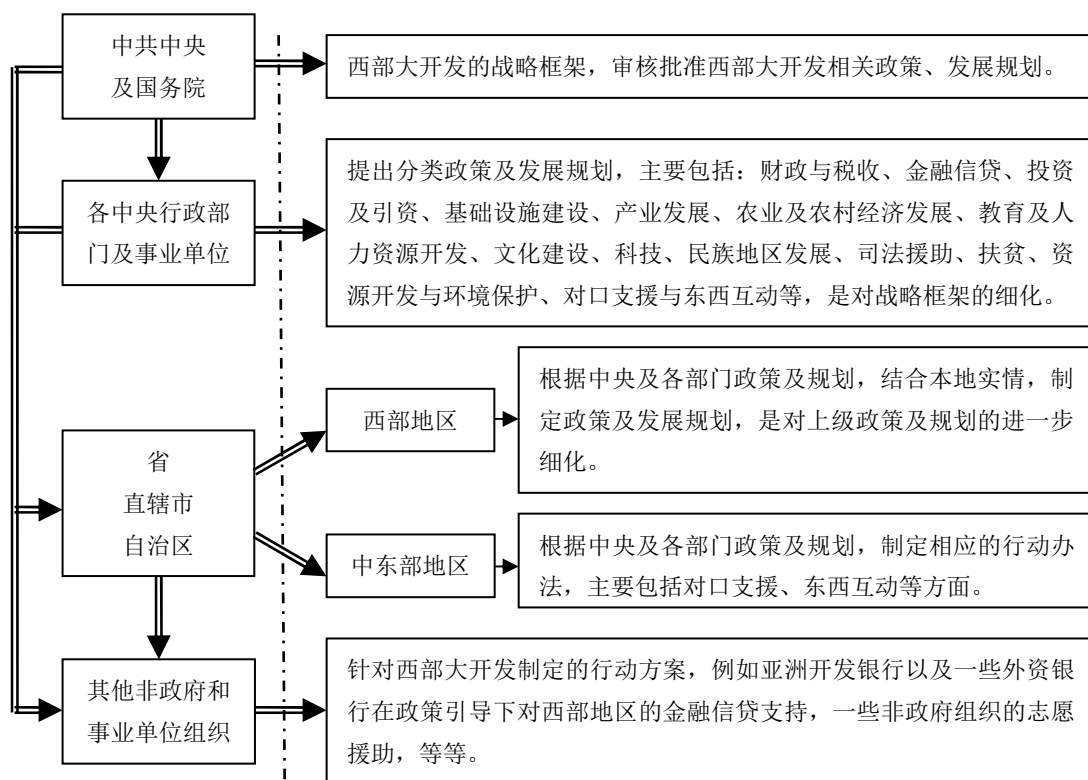 中共中央
及国务院
西部大开发的战略框架，审核批准西部大开发相关政策、发展规划。
各中央行政部
门及事业单位
提出分类政策及发展规划，主要包括：财政与税收、金融信贷、投资
及引资、基础设施建设、产业发展、农业及农村经济发展、教育及人
力资源开发、文化建设、科技、民族地区发展、司法援助、扶贫、资
源开发与环境保护、对口支援与东西互动等，是对战略框架的细化。
省
直辖市
自治区
西部地区
根据中央及各部门政策及规划，结合本地实情，制
定政策及发展规划，是对上级政策及规划的进一步
细化。
中东部地区
根据中央及各部门政策及规划，制定相应的行动办
法，主要包括对口支援、东西互动等方面。
其他非政府和
事业单位组织
针对西部大开发制定的行动方案，例如亚洲开发银行以及一些外资银
行在政策引导下对西部地区的金融信贷支持，一些非政府组织的志愿
援助，等等。